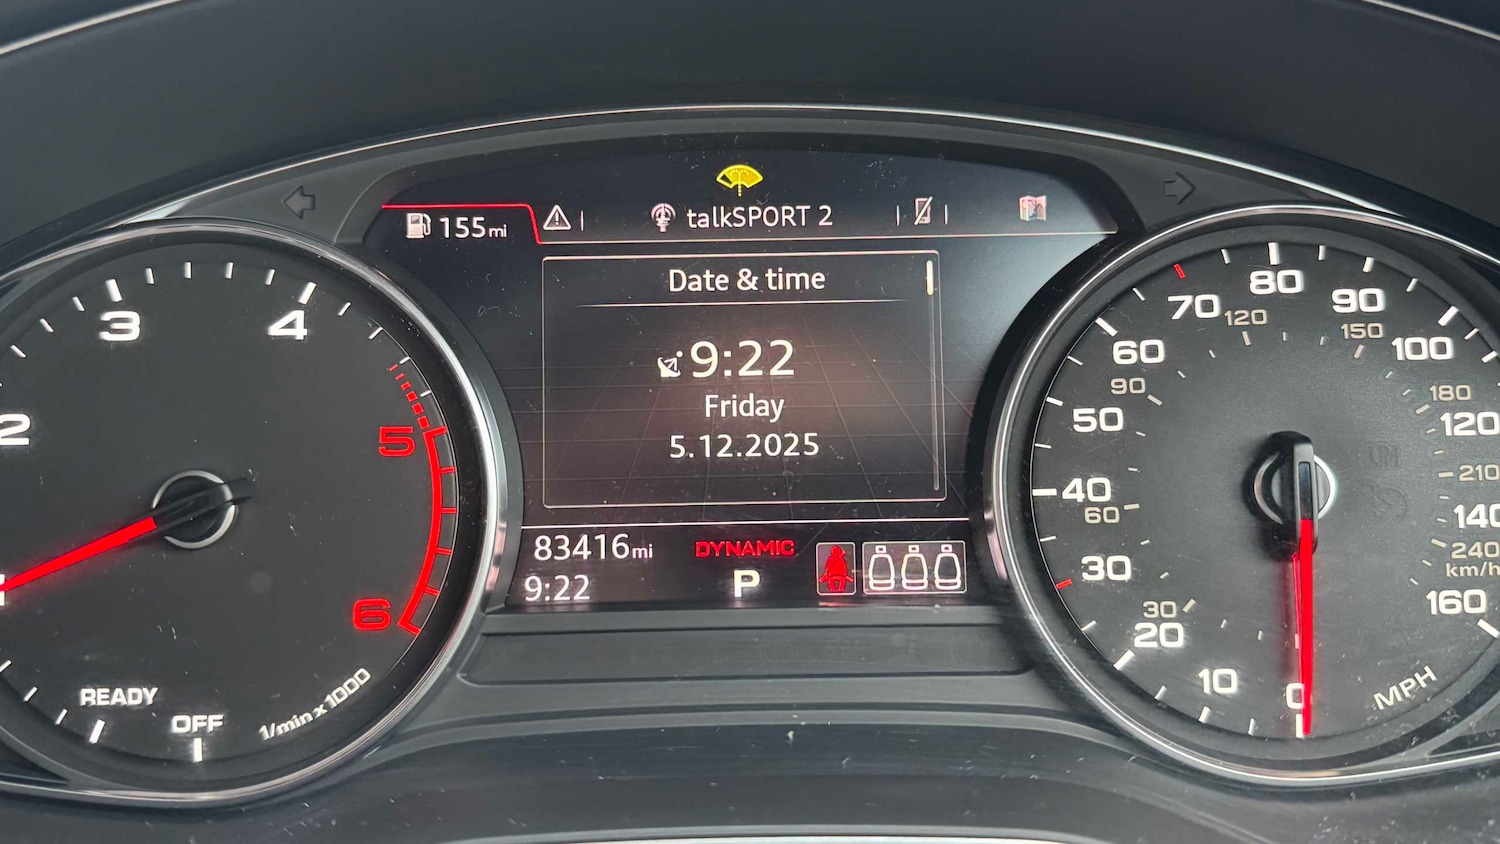 155mi
talkSPORT 2
Date & time
9:22
Friday
5.12.2025
83416mi
DYNAMIC
9:22
P
2
3
4
5
6
READY
OFF
1/min x 1000
0
10
20
30
40
50
60
70
80
90
100
120
140
160
30
60
90
120
150
180
210
240
km/h
MPH